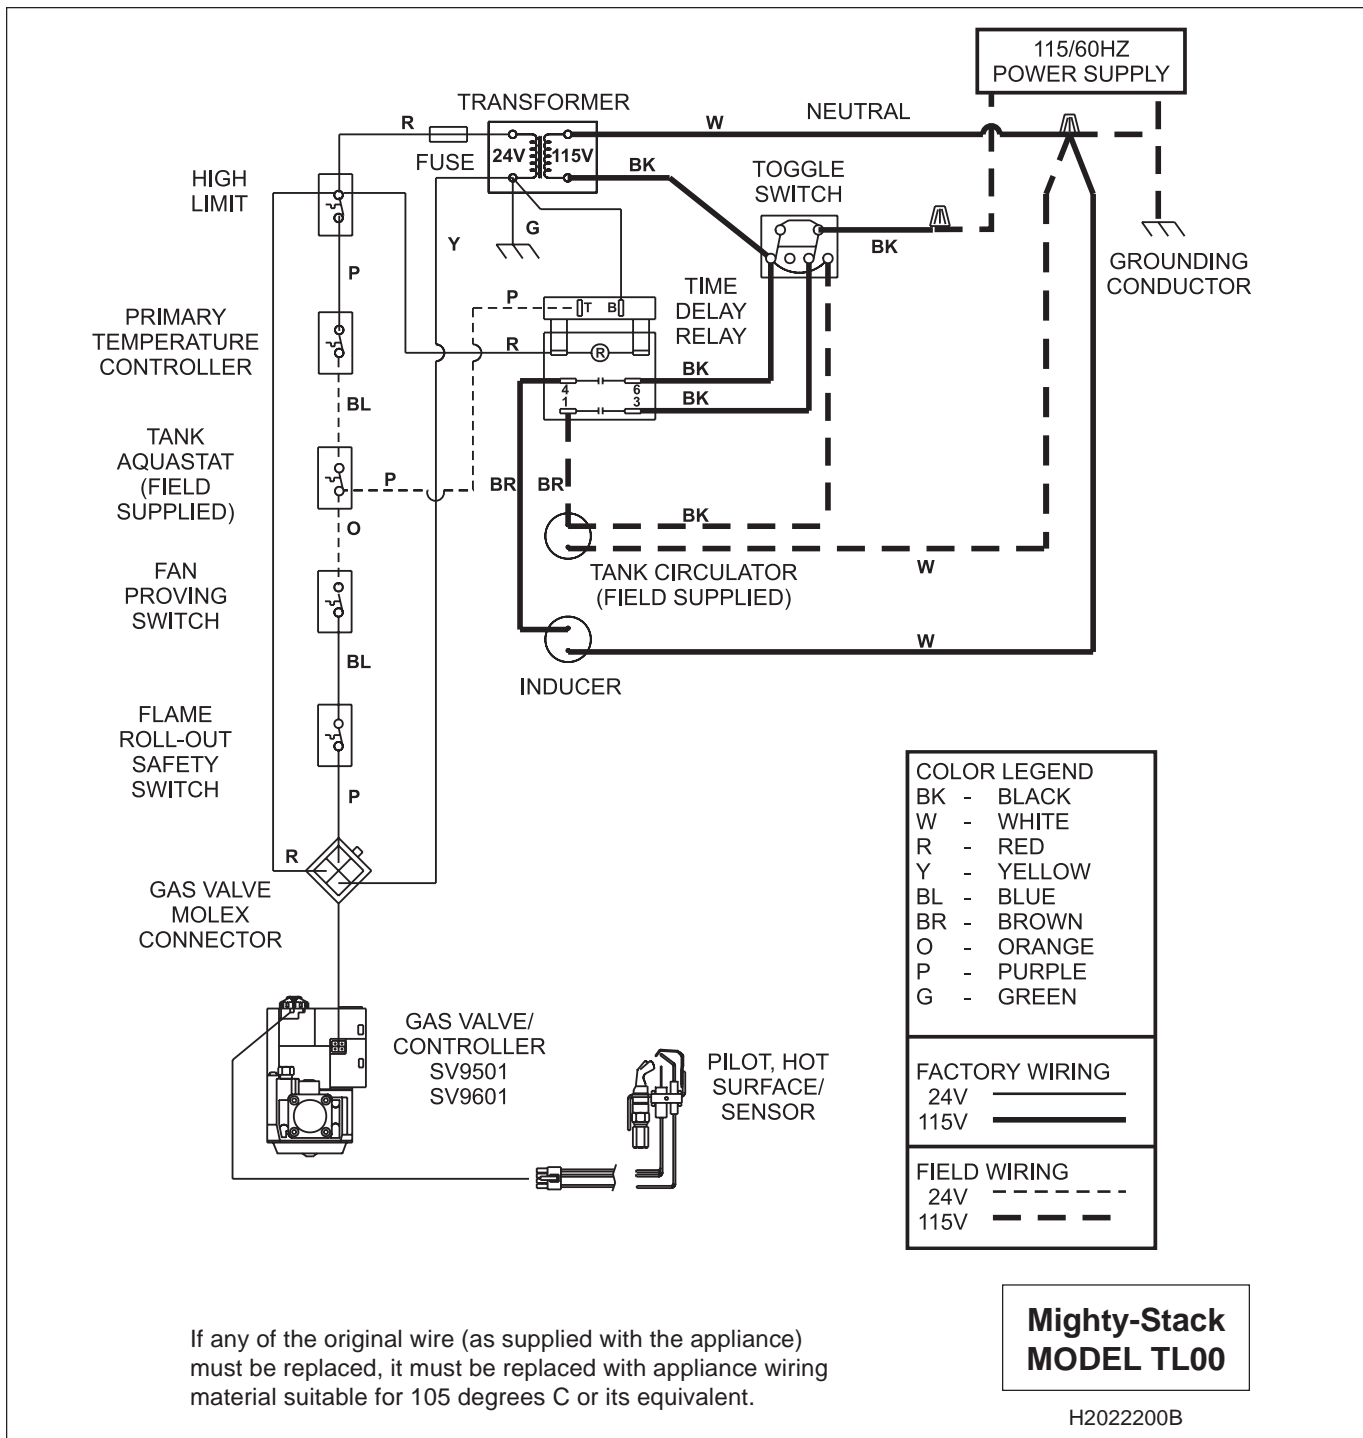 115/60HZ
POWER SUPPLY
TRANSFORMER
NEUTRAL
R
W
FUSE
24V
115V
BK
TOGGLE
SWITCH
HIGH
LIMIT
Y
G
BK
GROUNDING
CONDUCTOR
P
P
T
B
TIME
DELAY
RELAY
PRIMARY
TEMPERATURE
CONTROLLER
R
R
BK
4
6
1
3
BK
BL
TANK
AQUASTAT
(FIELD
SUPPLIED)
P
BR
BR
BK
O
W
TANK CIRCULATOR
(FIELD SUPPLIED)
FAN
PROVING
SWITCH
W
BL
INDUCER
FLAME
ROLL-OUT
SAFETY
SWITCH
P
R
GAS VALVE
MOLEX
CONNECTOR
GAS VALVE/
CONTROLLER
SV9501
SV9601
PILOT, HOT
SURFACE/
SENSOR
COLOR LEGEND
BK - BLACK
W - WHITE
R - RED
Y - YELLOW
BL - BLUE
BR - BROWN
O - ORANGE
P - PURPLE
G - GREEN
FACTORY WIRING
24V
115V
FIELD WIRING
24V
115V
If any of the original wire (as supplied with the appliance)
must be replaced, it must be replaced with appliance wiring
material suitable for 105 degrees C or its equivalent.
Mighty-Stack
MODEL TL00
H2022200B